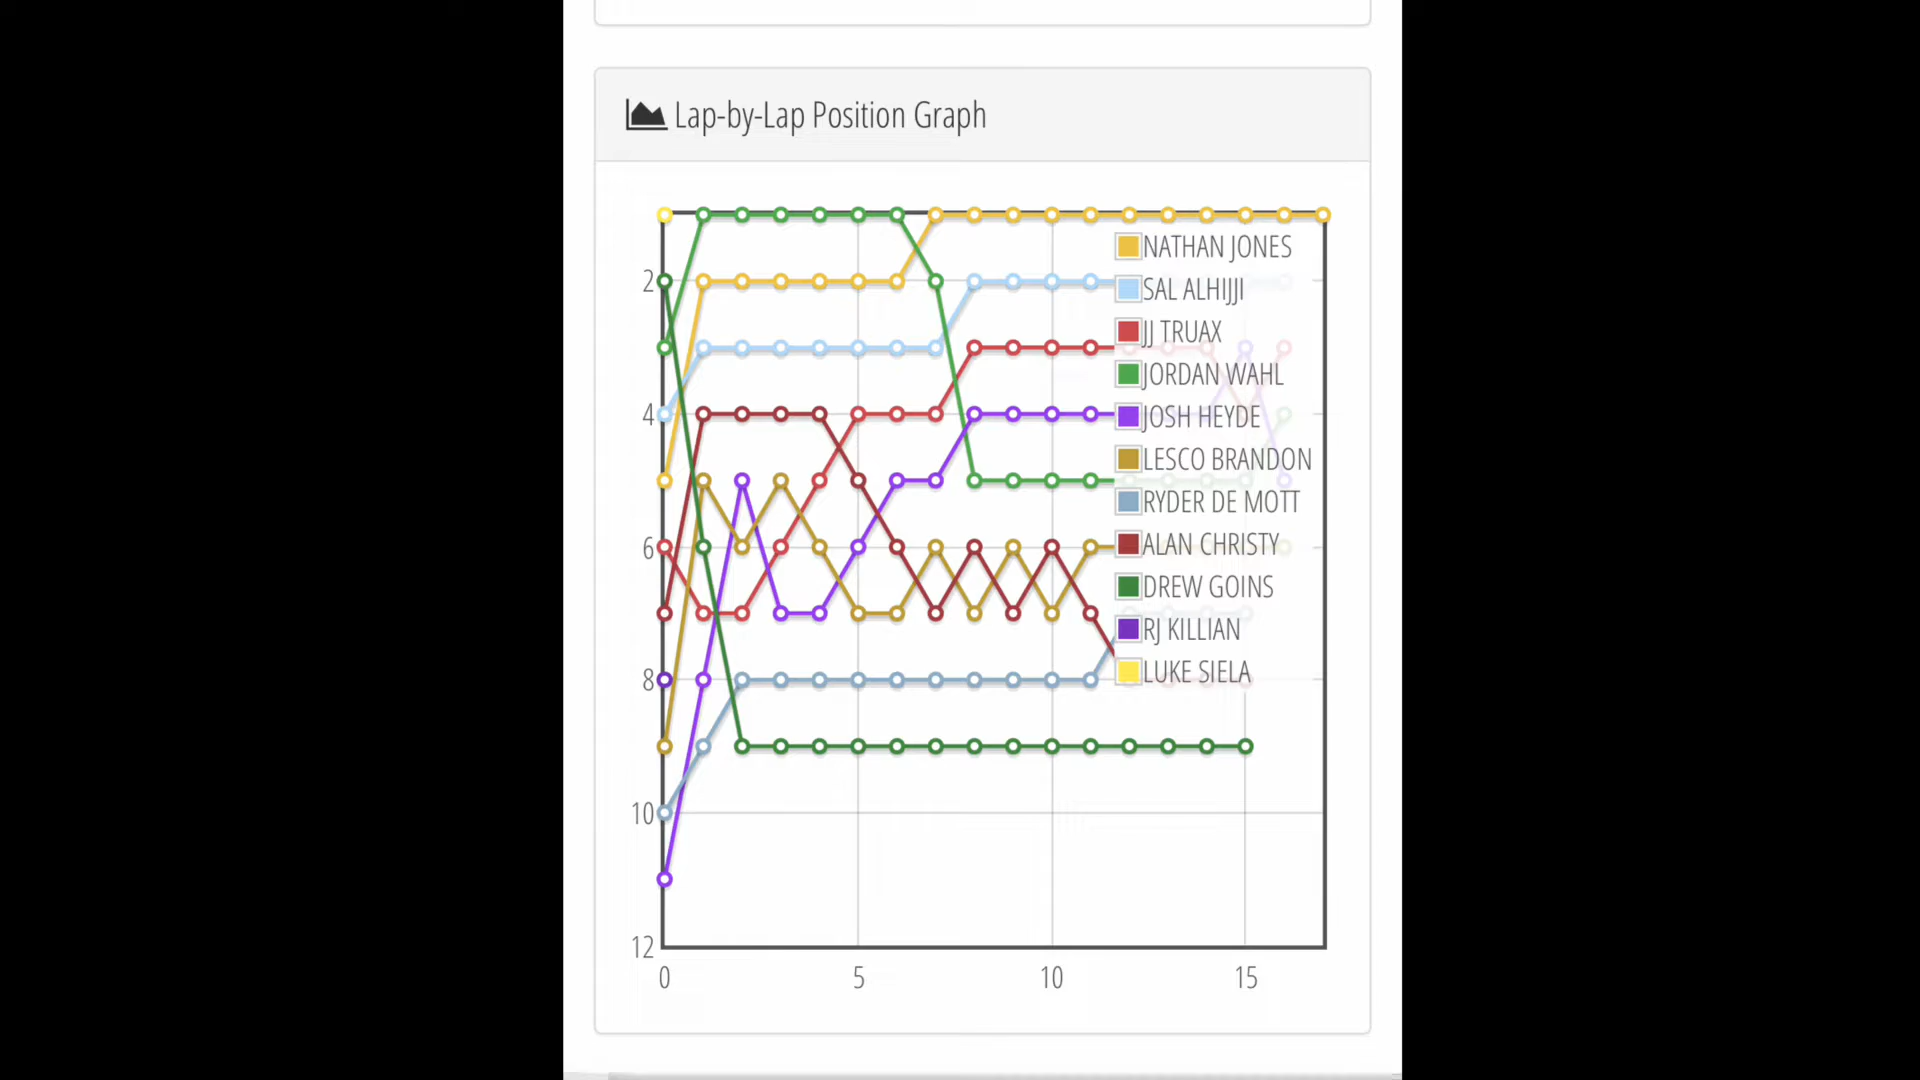 Lap-by-Lap Position Graph
NATHAN JONES
2
SAL ALHIJJI
JJ TRUAX
JORDAN WAHL
4
JOSH HEYDE
LESCO BRANDON
RYDER DE MOTT
6
ALAN CHRISTY
DREW GOINS
RJ KILLIAN
8
LUKE SIELA
10
12
0 5 10 15